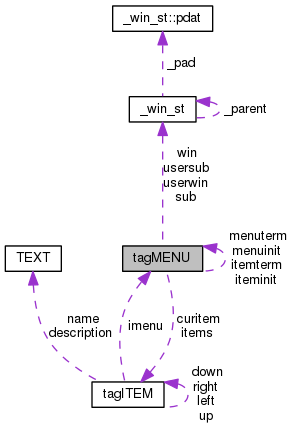 _win_st::pdat
_pad
_win_st
_parent
win
usersub
userwin
sub
TEXT
tagMENU
menuterm
menuinit
itemterm
iteminit
name
description
imenu
curitem
items
tagITEM
down
right
left
up